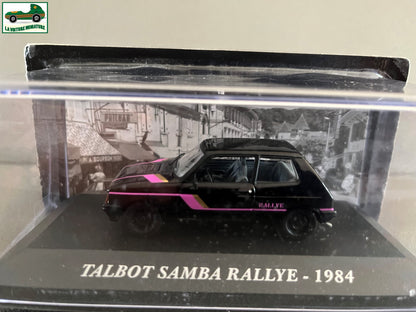 LA VOITURE MINIATURE
RALLYE
TALBOT SAMBA RALLYE - 1984